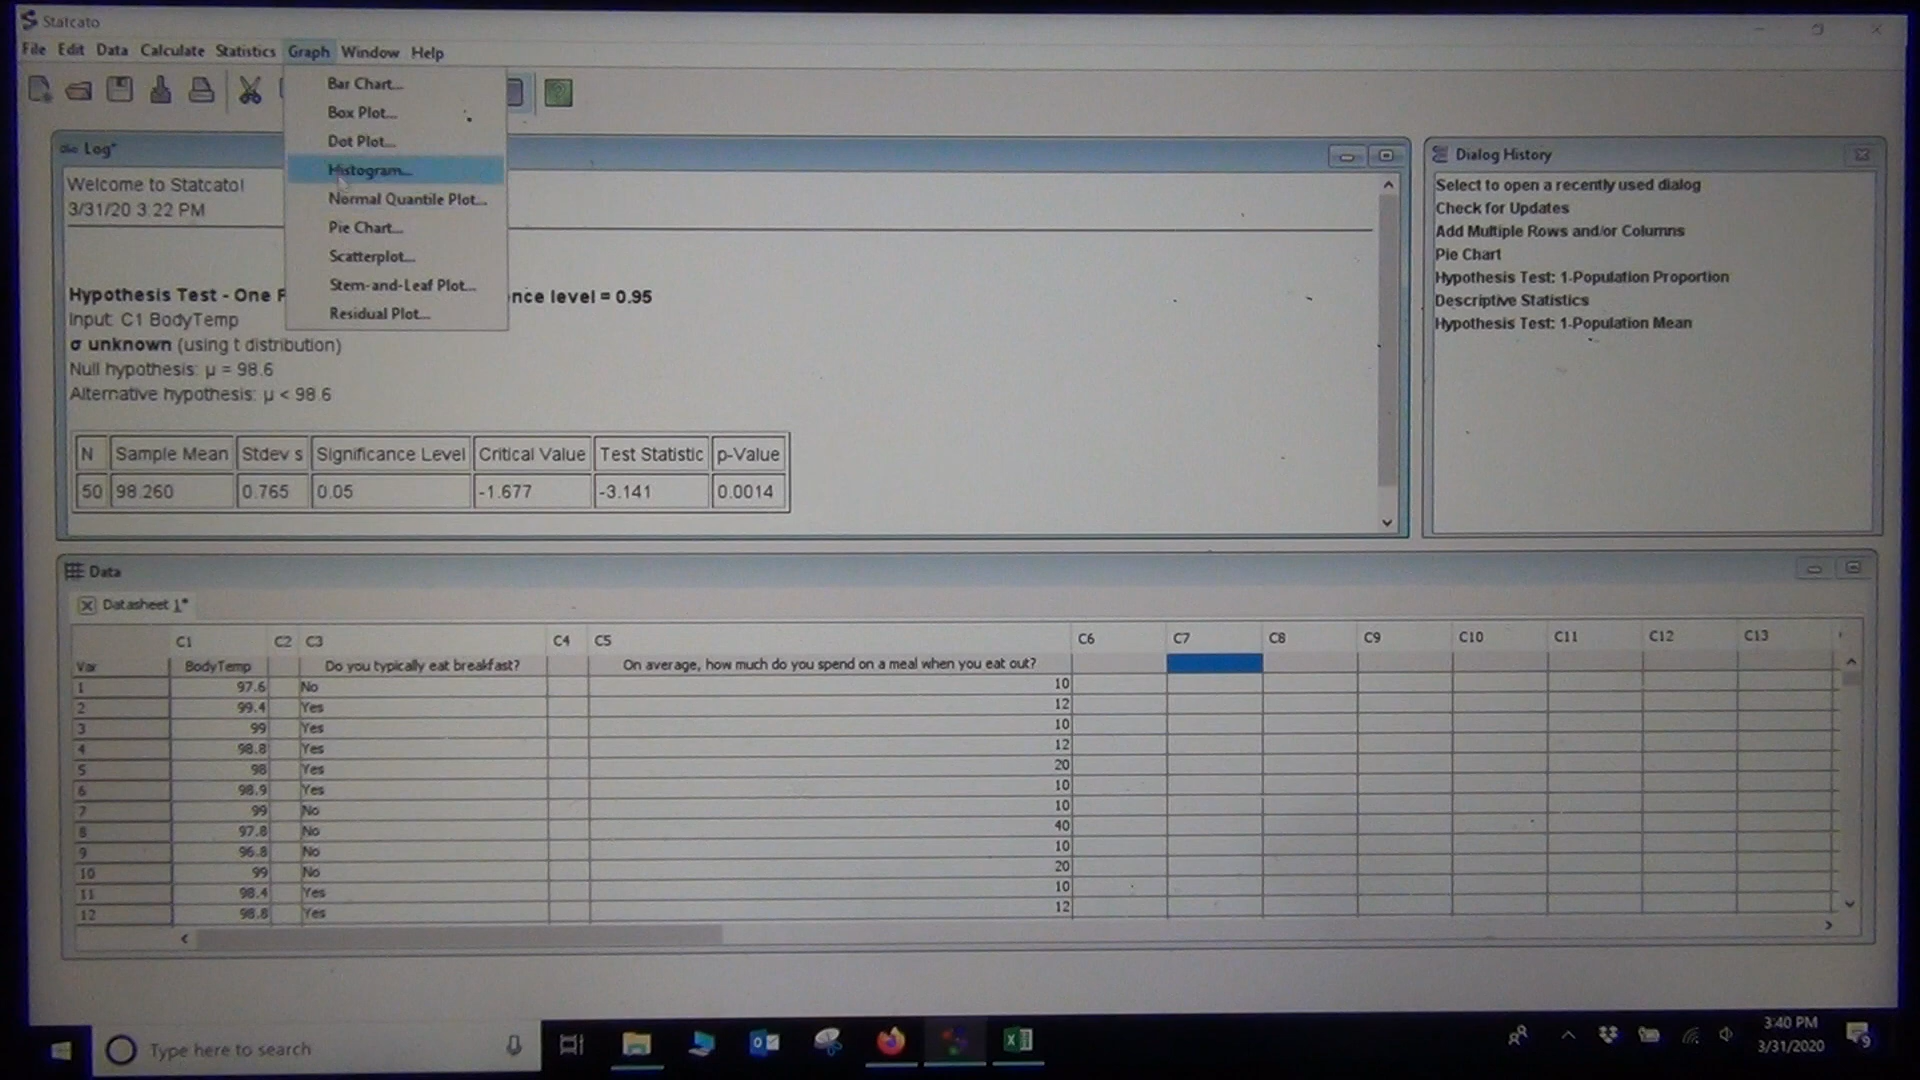 Statcato
File Edit Data Calculate Statistics Graph Window Help
Bar Chart...
Box Plot...
Dot Plot...
Histogram...
Normal Quantile Plot...
Pie Chart...
Scatterplot...
Stem-and-Leaf Plot...
Residual Plot...
Log*
Welcome to Statcato!
3/31/20 3:22 PM
Hypothesis Test - One P nce level = 0.95
Input: C1 BodyTemp
σ unknown (using t distribution)
Null hypothesis: μ = 98.6
Alternative hypothesis: μ < 98.6
N Sample Mean Stdev s Significance Level Critical Value Test Statistic p-Value
50 98.260 0.765 0.05 -1.677 -3.141 0.0014
Dialog History
Select to open a recently used dialog
Check for Updates
Add Multiple Rows and/or Columns
Pie Chart
Hypothesis Test: 1-Population Proportion
Descriptive Statistics
Hypothesis Test: 1-Population Mean
Data
Datasheet 1*
C1 C2 C3 C4 C5 C6 C7 C8 C9 C10 C11 C12 C13
Var BodyTemp Do you typically eat breakfast? On average, how much do you spend on a meal when you eat out?
1 97.6 No 10
2 99.4 Yes 12
3 99 Yes 10
4 98.8 Yes 12
5 98 Yes 20
6 98.9 Yes 10
7 99 No 10
8 97.8 No 40
9 96.8 No 10
10 99 No 20
11 98.4 Yes 10
12 98.8 Yes 12
Type here to search
3:40 PM
3/31/2020
9